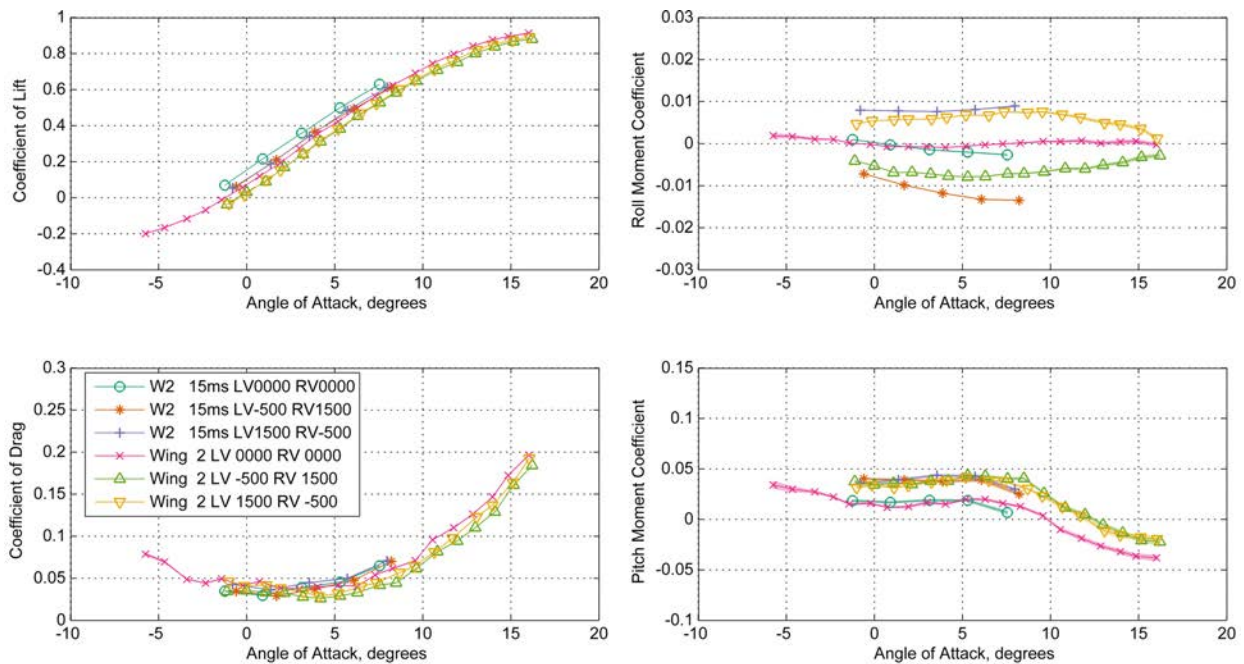 1
0.8
0.6
0.4
0.2
0
-0.2
-0.4
-10 -5 0 5 10 15 20
Coefficient of Lift
Angle of Attack, degrees
0.03
0.02
0.01
0
-0.01
-0.02
-0.03
-10 -5 0 5 10 15 20
Roll Moment Coefficient
Angle of Attack, degrees
0.3
0.25
0.2
0.15
0.1
0.05
0
-10 -5 0 5 10 15 20
Coefficient of Drag
Angle of Attack, degrees
W2 15ms LV0000 RV0000
W2 15ms LV-500 RV1500
W2 15ms LV1500 RV-500
Wing 2 LV 0000 RV 0000
Wing 2 LV -500 RV 1500
Wing 2 LV 1500 RV -500
0.15
0.1
0.05
0
-0.05
-0.1
-10 -5 0 5 10 15 20
Pitch Moment Coefficient
Angle of Attack, degrees